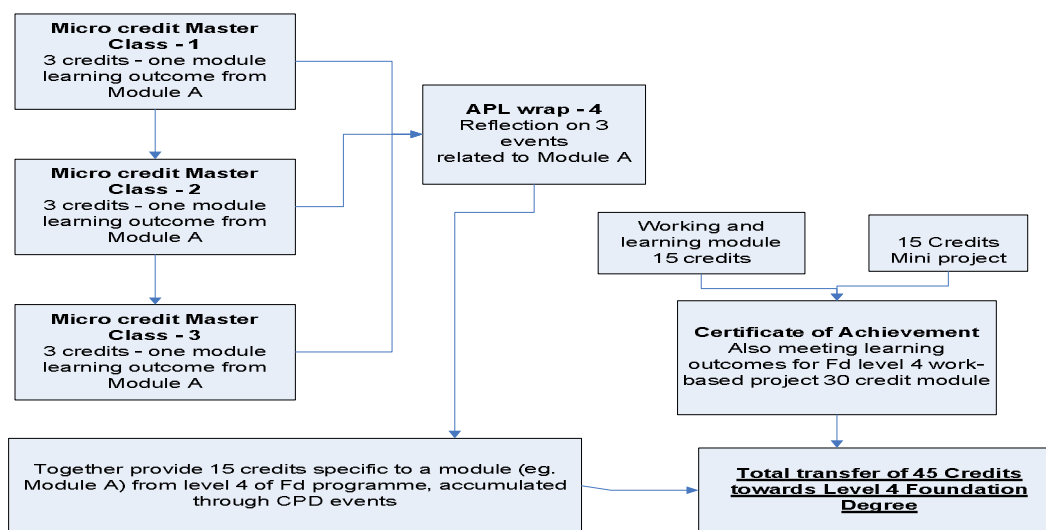 Micro credit Master
Class - 1
3 credits - one module
learning outcome from
Module A
Micro credit Master
Class - 2
3 credits - one module
learning outcome from
Module A
Micro credit Master
Class - 3
3 credits - one module
learning outcome from
Module A
APL wrap - 4
Reflection on 3
events
related to Module A
Working and
learning module
15 credits
15 Credits
Mini project
Certificate of Achievement
Also meeting learning
outcomes for Fd level 4 work-
based project 30 credit module
Together provide 15 credits specific to a module (eg.
Module A) from level 4 of Fd programme, accumulated
through CPD events
Total transfer of 45 Credits
towards Level 4 Foundation
Degree